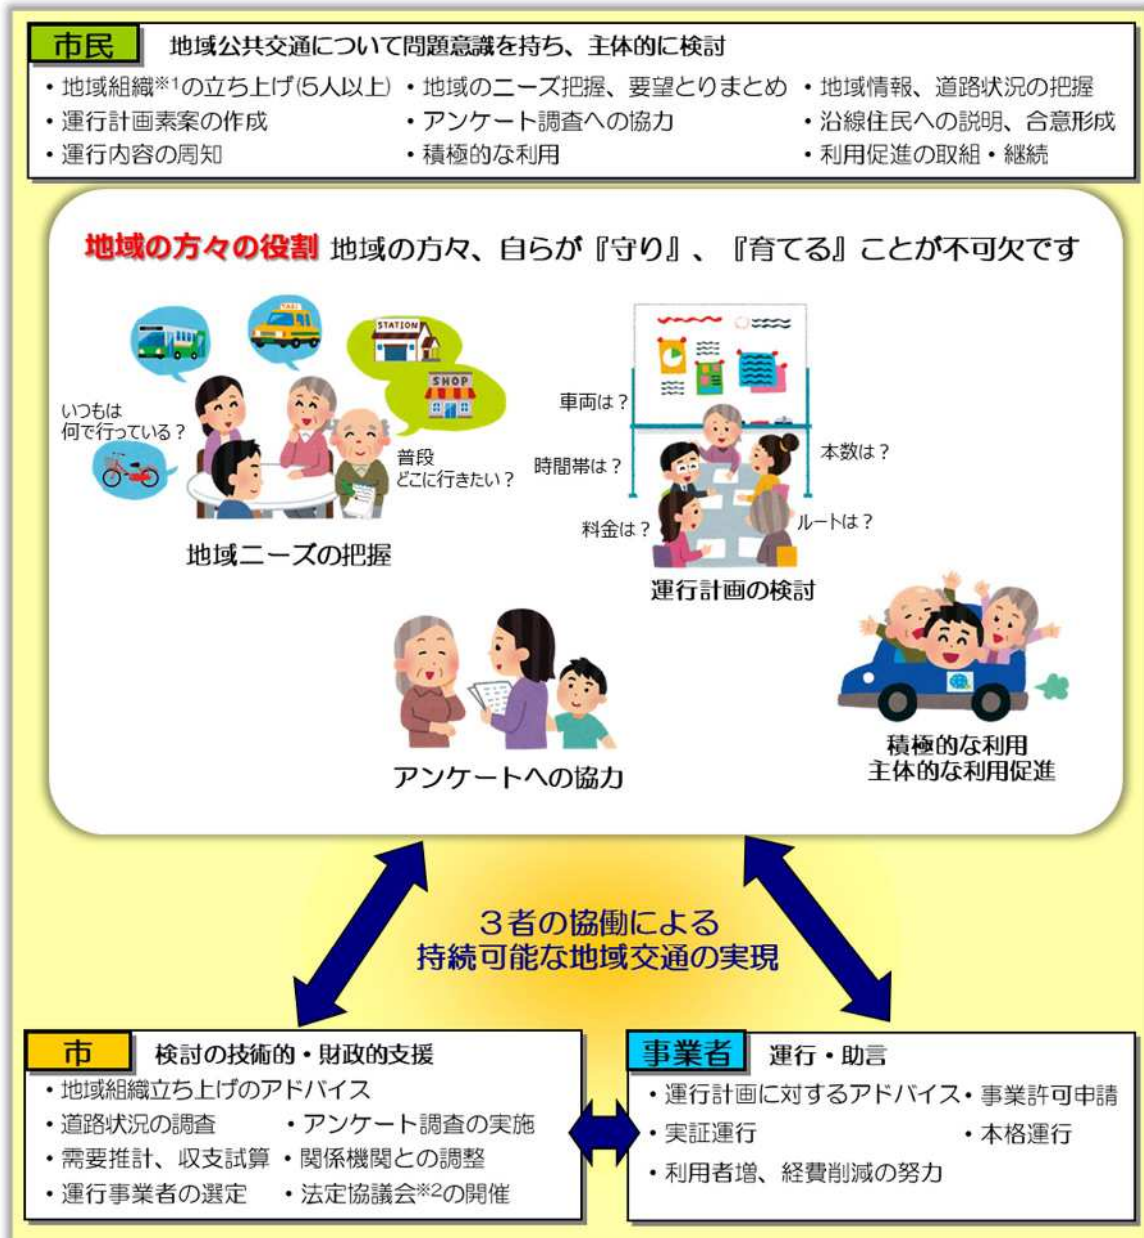 市民 地域公共交通について問題意識を持ち、主体的に検討
・地域組織※1の立ち上げ(5人以上) ・地域のニーズ把握、要望とりまとめ ・地域情報、道路状況の把握
・運行計画素案の作成 ・アンケート調査への協力 ・沿線住民への説明、合意形成
・運行内容の周知 ・積極的な利用 ・利用促進の取組・継続
地域の方々の役割 地域の方々、自らが『守り』、『育てる』ことが不可欠です
TAXI
STATION
SHOP
いつもは
何で行っている？
普段
どこに行きたい？
地域ニーズの把握
車両は？
時間帯は？
本数は？
料金は？
ルートは？
運行計画の検討
アンケートへの協力
積極的な利用
主体的な利用促進
３者の協働による
持続可能な地域交通の実現
市 検討の技術的・財政的支援
・地域組織立ち上げのアドバイス
・道路状況の調査 ・アンケート調査の実施
・需要推計、収支試算 ・関係機関との調整
・運行事業者の選定 ・法定協議会※2の開催
事業者 運行・助言
・運行計画に対するアドバイス ・事業許可申請
・実証運行 ・本格運行
・利用者増、経費削減の努力